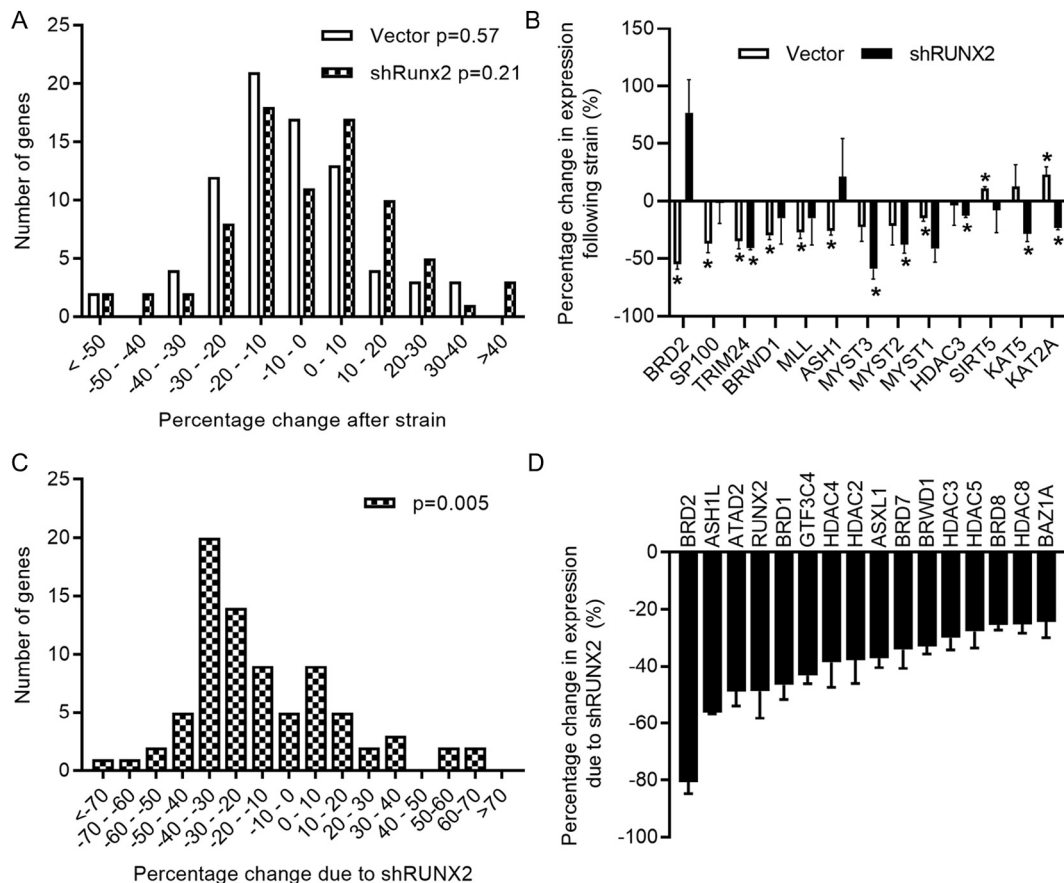 A
25
20
15
10
5
0
Number of genes
Vector p=0.57
shRunx2 p=0.21
< -50
-50 - -40
-40 - -30
-30 - -20
-20 - -10
-10 - 0
0 - 10
10 - 20
20-30
30-40
>40
Percentage change after strain
B
150
100
50
0
-50
-100
Percentage change in expression
following strain (%)
Vector
shRUNX2
* * * * * * * * * * * * * *
BRD2
SP100
TRIM24
BRWD1
MLL
ASH1
MYST3
MYST2
MYST1
HDAC3
SIRT5
KAT5
KAT2A
C
25
20
15
10
5
0
Number of genes
p=0.005
<-70
-70 - -60
-60 - -50
-50 - -40
-40 - -30
-30 - -20
-20 - -10
-10 - 0
0 - 10
10 - 20
20 - 30
30 - 40
40 - 50
50-60
60-70
>70
Percentage change due to shRUNX2
D
BRD2
ASH1L
ATAD2
RUNX2
BRD1
GTF3C4
HDAC4
HDAC2
ASXL1
BRD7
BRWD1
HDAC3
HDAC5
BRD8
HDAC8
BAZ1A
0
-20
-40
-60
-80
-100
Percentage change in expression
due to shRUNX2 (%)